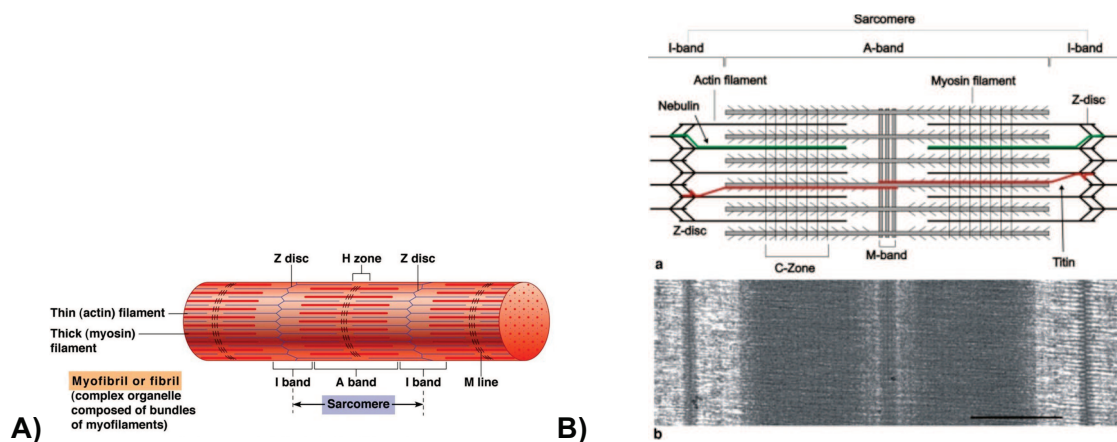 Z disc
H zone
Z disc
Thin (actin) filament
Thick (myosin)
filament
I band
A band
I band
M line
Myofibril or fibril
(complex organelle
composed of bundles
of myofilaments)
Sarcomere
A)
Sarcomere
I-band
A-band
I-band
Actin filament
Myosin filament
Nebulin
Z-disc
Z-disc
M-band
C-Zone
Titin
a
b
B)